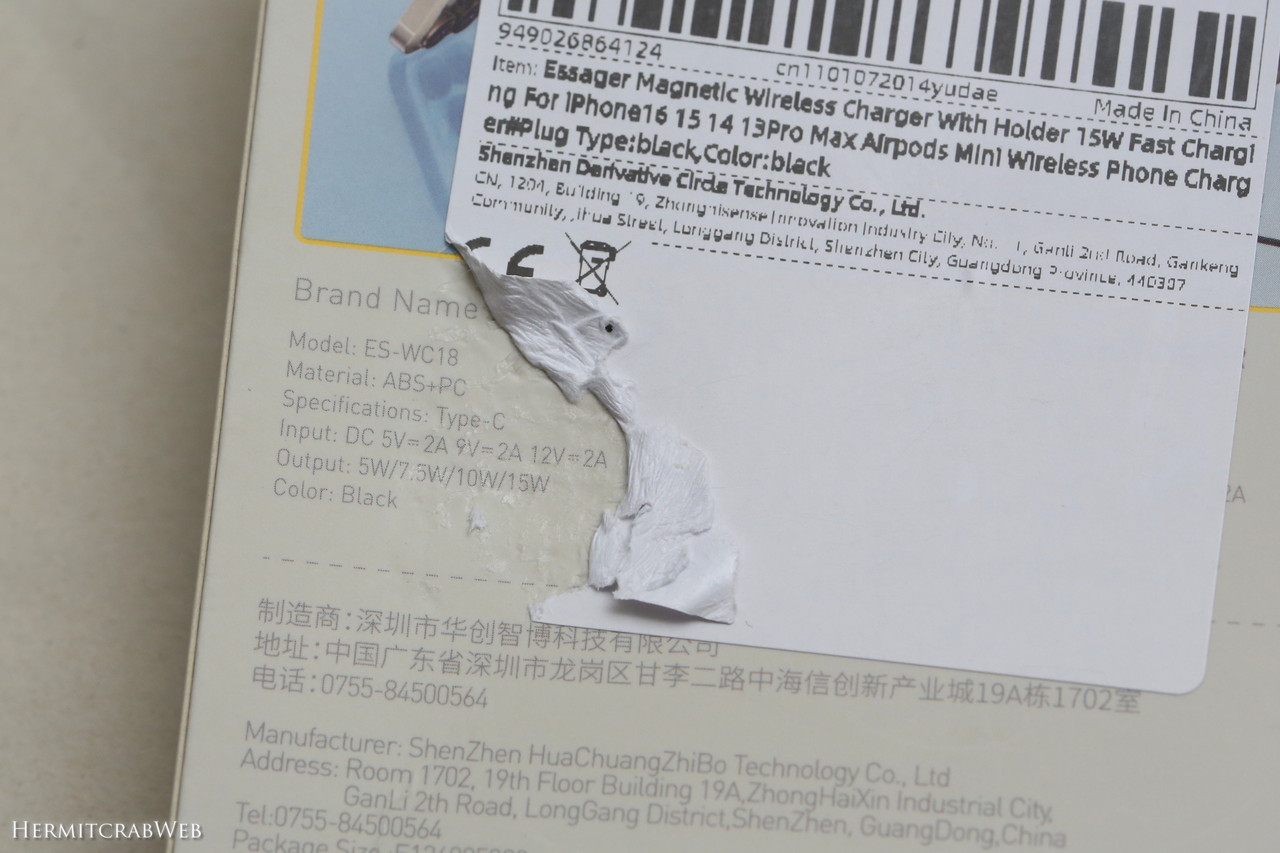 949026864124
cn1101072014yudae
Made In China
Item: Essager Magnetic Wireless Charger With Holder 15W Fast Chargi
ng For iPhone16 15 14 13Pro Max Airpods Mini Wireless Phone Charg
er#Plug Type:black,Color:black
Shenzhen Derivative Circle Technology Co., Ltd.
CN, 1204, Building Innovation Industry City, Ganli 2nd Road, Gankeng
Community, Street, Longgang District, Shenzhen City, Guangdong Province, 440307
CE
Brand Name
Model: ES-WC18
Material: ABS+PC
Specifications: Type-C
Input: DC 5V=2A 9V=2A 12V=2A
Output: 5W/7.5W/10W/15W
Color: Black
2A
制造商:深圳市华创智博科技有限公司
地址:中国广东省深圳市龙岗区甘李二路中海信创新产业城19A栋1702室
电话:0755-84500564
Manufacturer: ShenZhen HuaChuangZhiBo Technology Co., Ltd
Address: Room 1702, 19th Floor Building 19A,ZhongHaiXin Industrial City,
GanLi 2th Road, LongGang District,ShenZhen, GuangDong,China
Tel:0755-84500564
Package Size
HermitcrabWeb